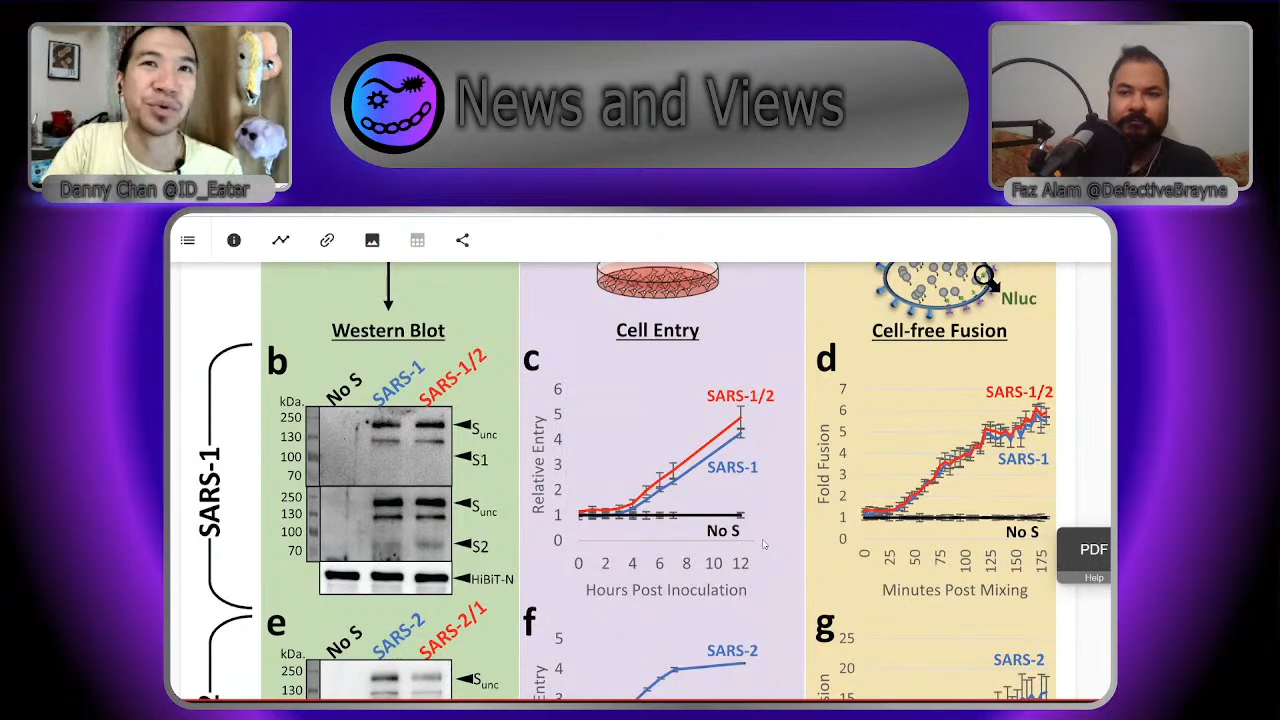 News and Views
Danny Chan @ID_Eater
Faz Alam @DefectiveBrayne
Nluc
Western Blot
Cell Entry
Cell-free Fusion
SARS-1
b
kDa.
No S
SARS-1
SARS-1/2
250
130
100
70
Sunc
S1
250
130
100
70
Sunc
S2
HiBiT-N
c
Relative Entry
6
5
4
3
2
1
0
SARS-1/2
SARS-1
No S
0 2 4 6 8 10 12
Hours Post Inoculation
d
Fold Fusion
7
6
5
4
3
2
1
0
SARS-1/2
SARS-1
No S
0 25 50 75 100 125 150 175
Minutes Post Mixing
PDF
Help
e
kDa.
No S
SARS-2
SARS-2/1
250
130
Sunc
f
5
4
Entry
SARS-2
g
25
20
15
SARS-2